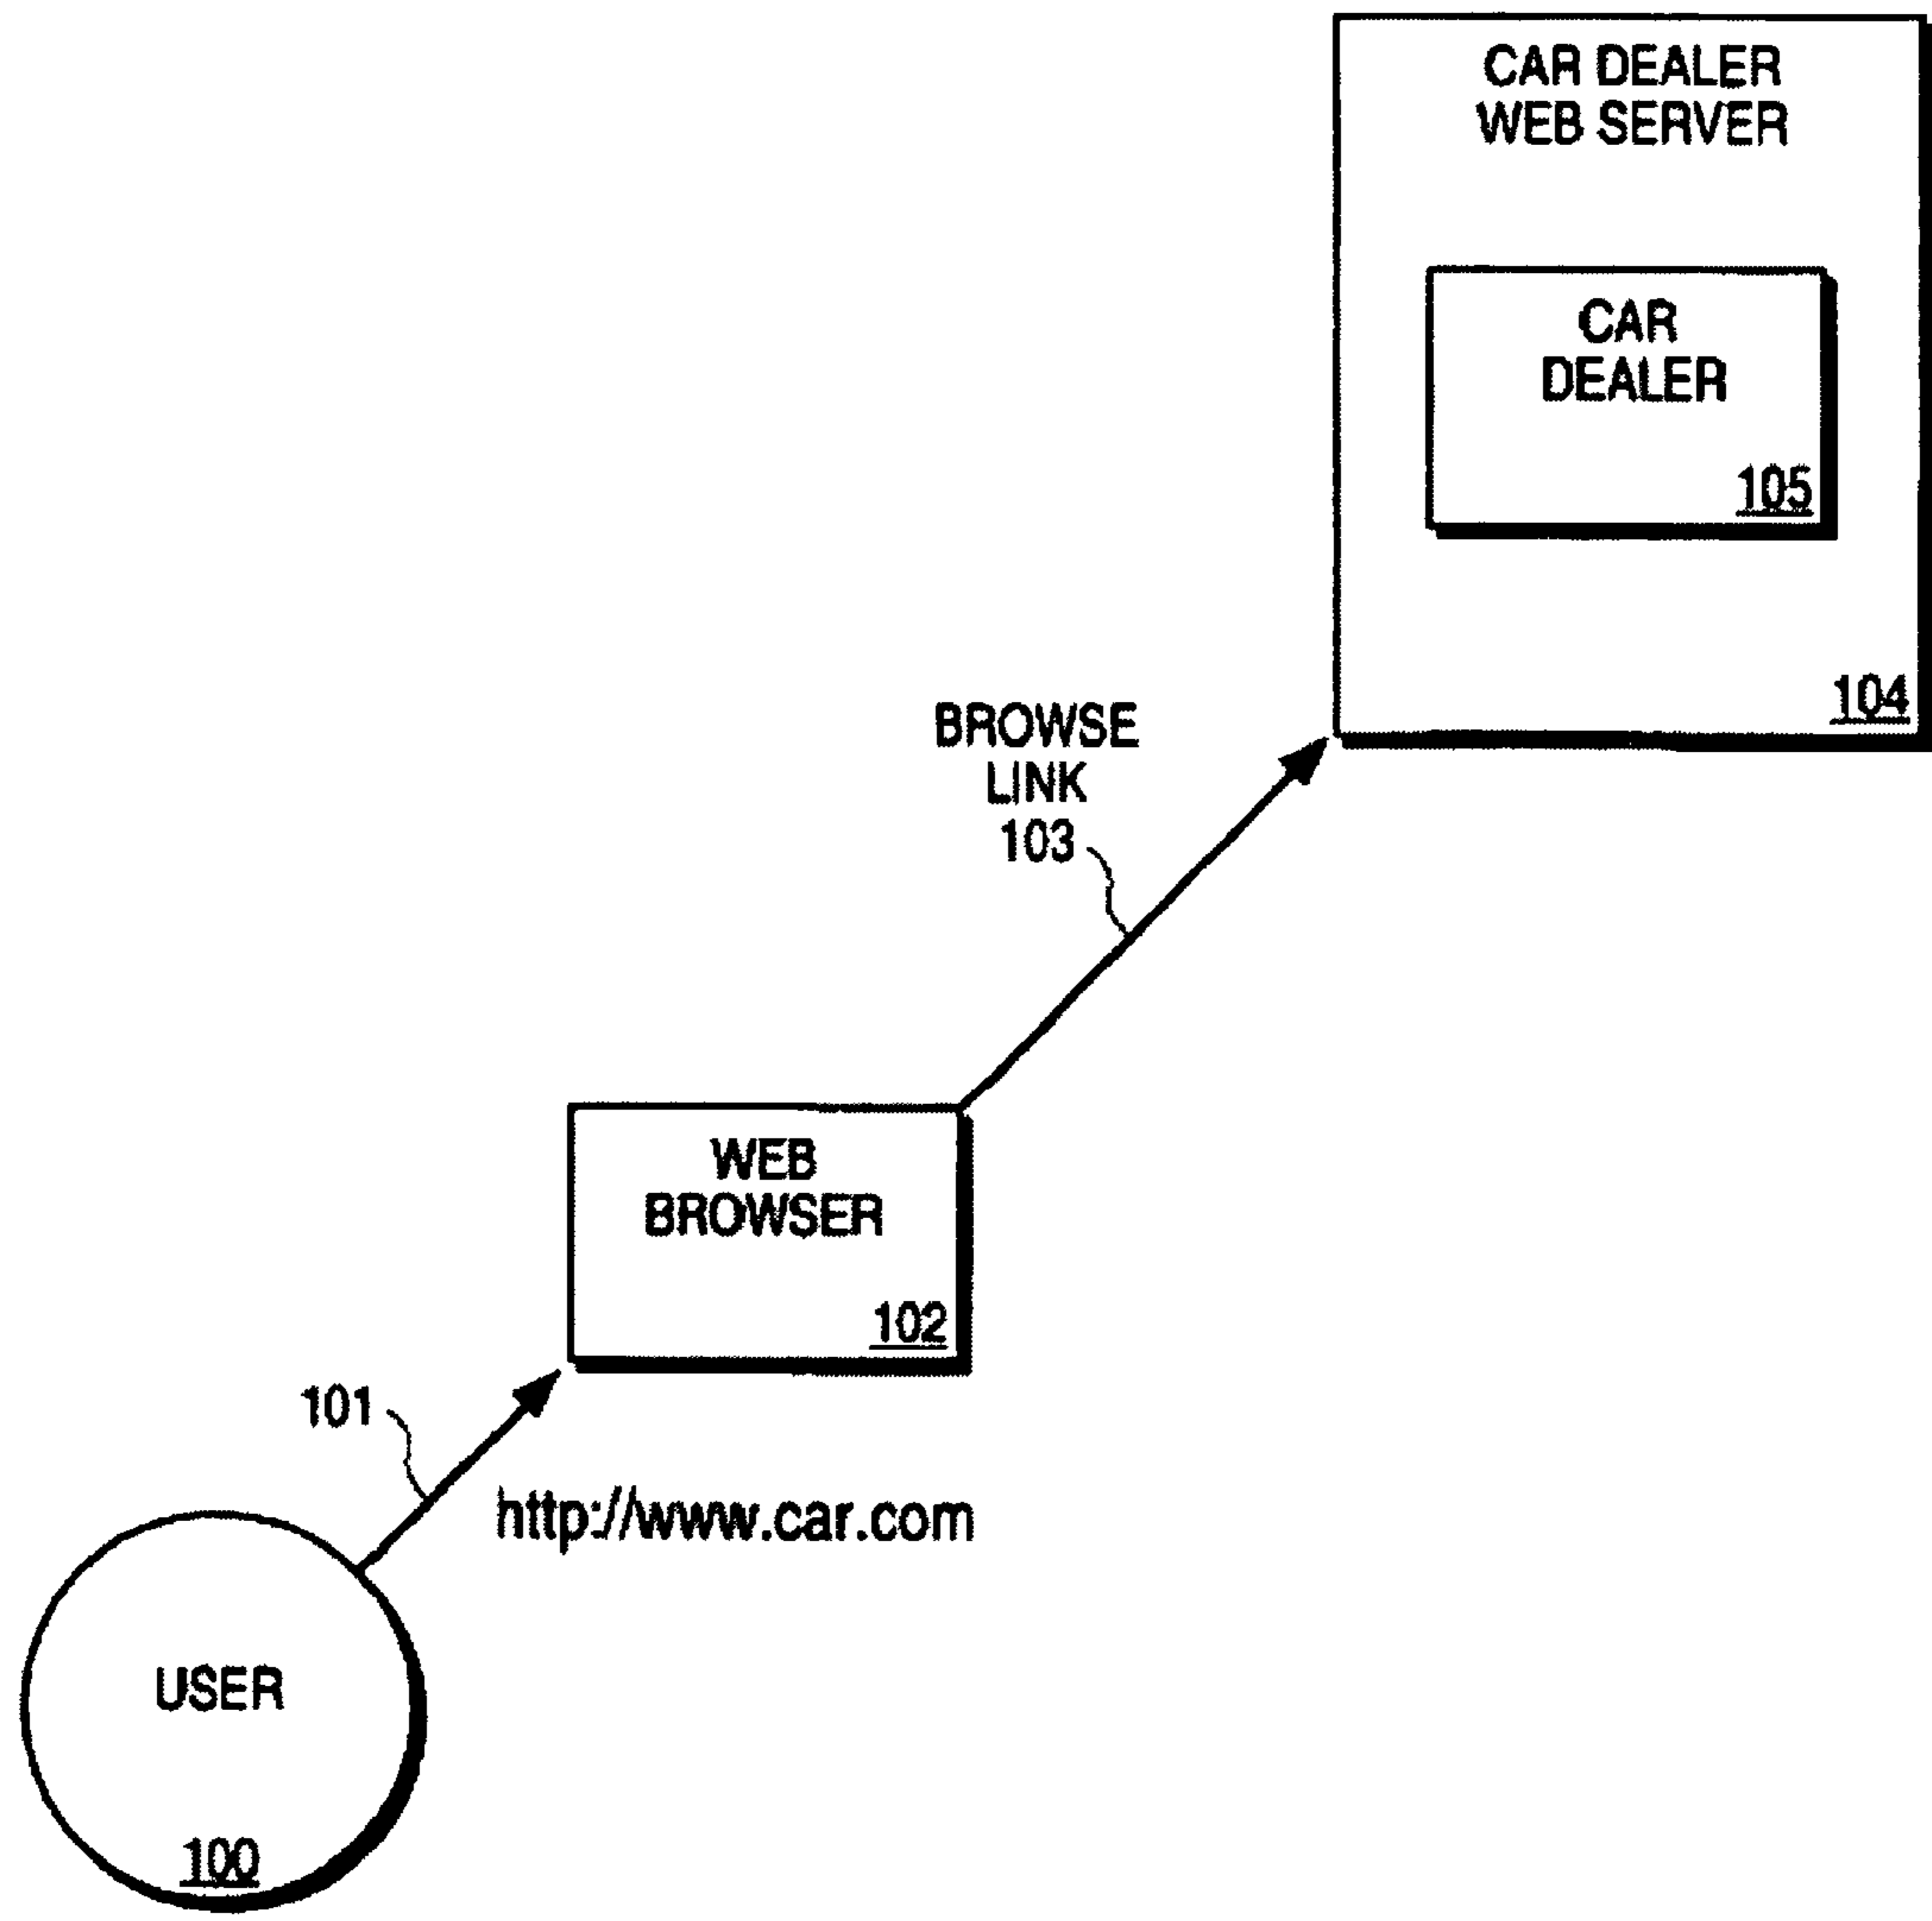 CAR DEALER
WEB SERVER
CAR
DEALER
105
104
BROWSE
LINK
103
WEB
BROWSER
102
101
http://www.car.com
USER
100